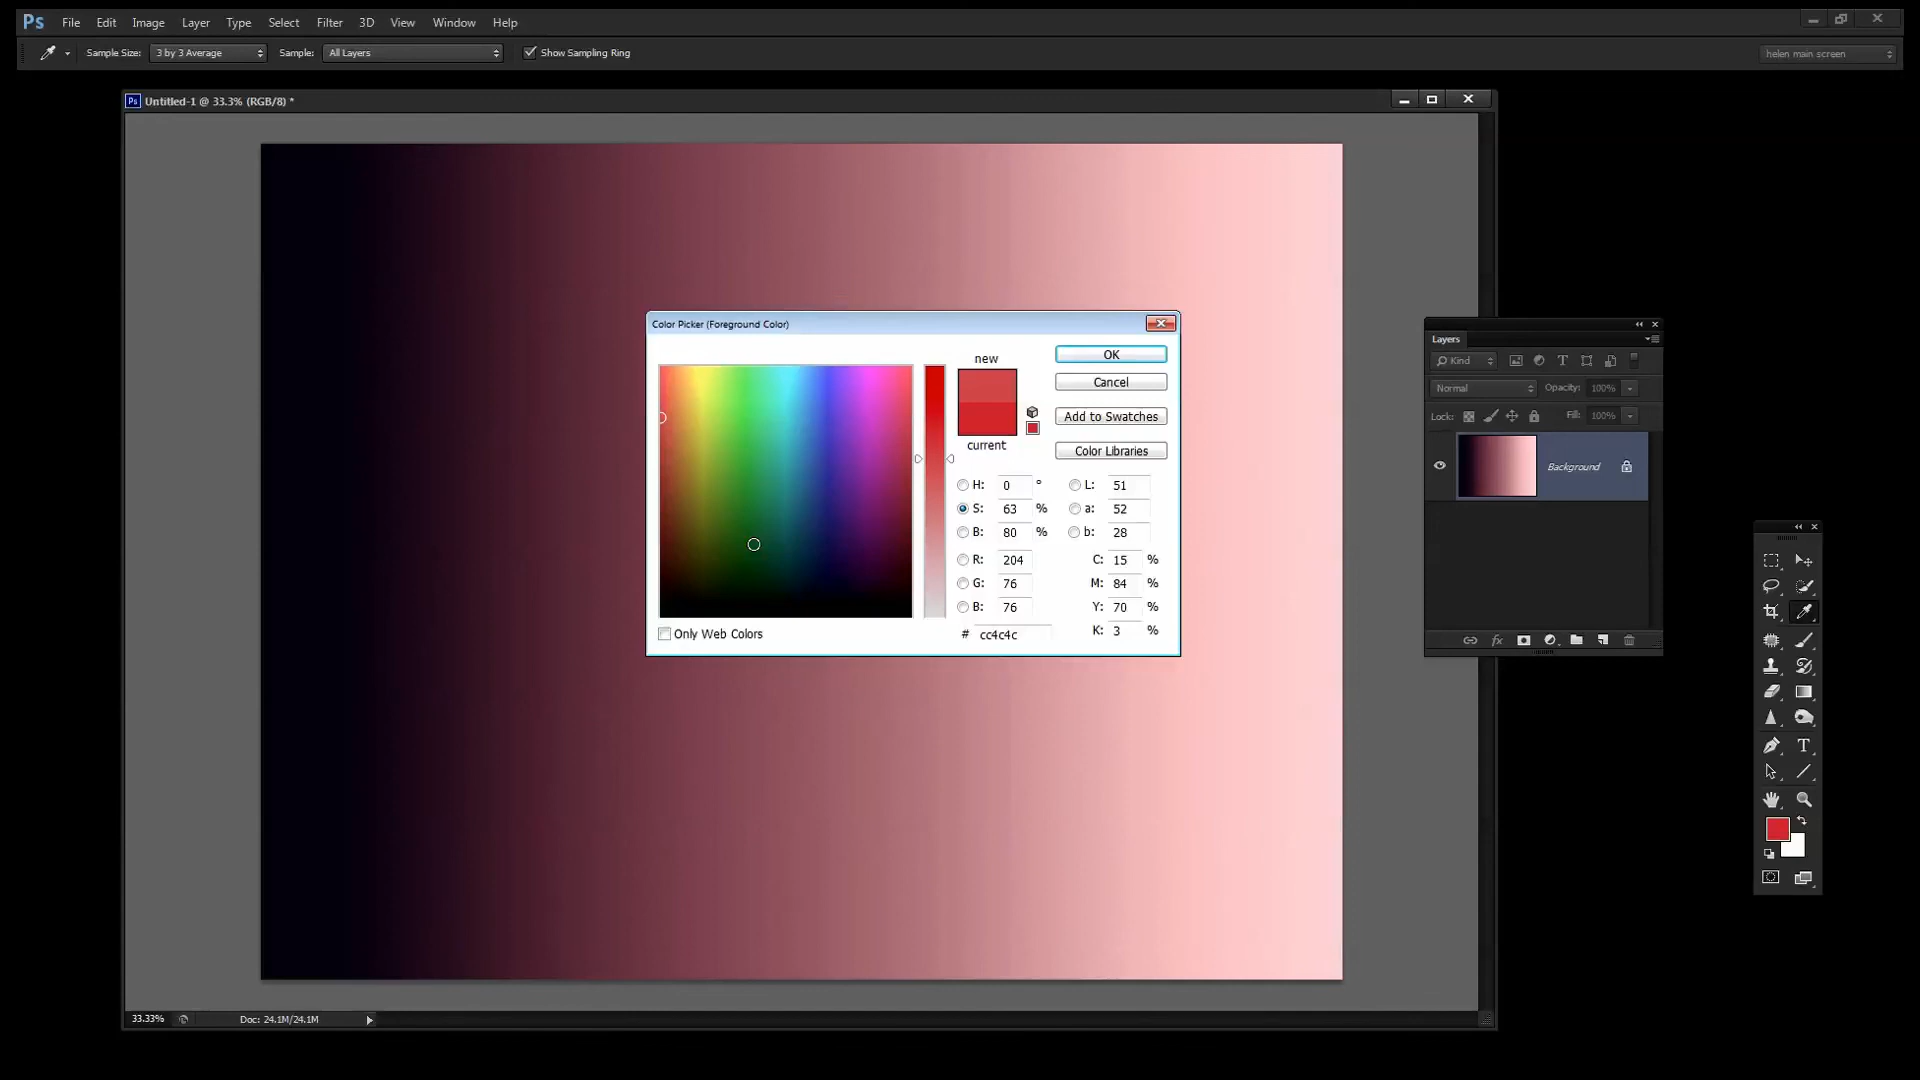 Ps File Edit Image Layer Type Select Filter 3D View Window Help
Sample Size: 3 by 3 Average Sample: All Layers Show Sampling Ring helen main screen
Ps Untitled-1 @ 33.3% (RGB/8) *
Color Picker (Foreground Color)
new
OK
Cancel
Add to Swatches
current
Color Libraries
H: 0 ° L: 51
S: 63 % a: 52
B: 80 % b: 28
R: 204 C: 15 %
G: 76 M: 84 %
B: 76 Y: 70 %
# cc4c4c K: 3 %
Only Web Colors
Layers
Kind
Normal Opacity: 100%
Lock: Fill: 100%
Background
fx
33.33% Doc: 24.1M/24.1M